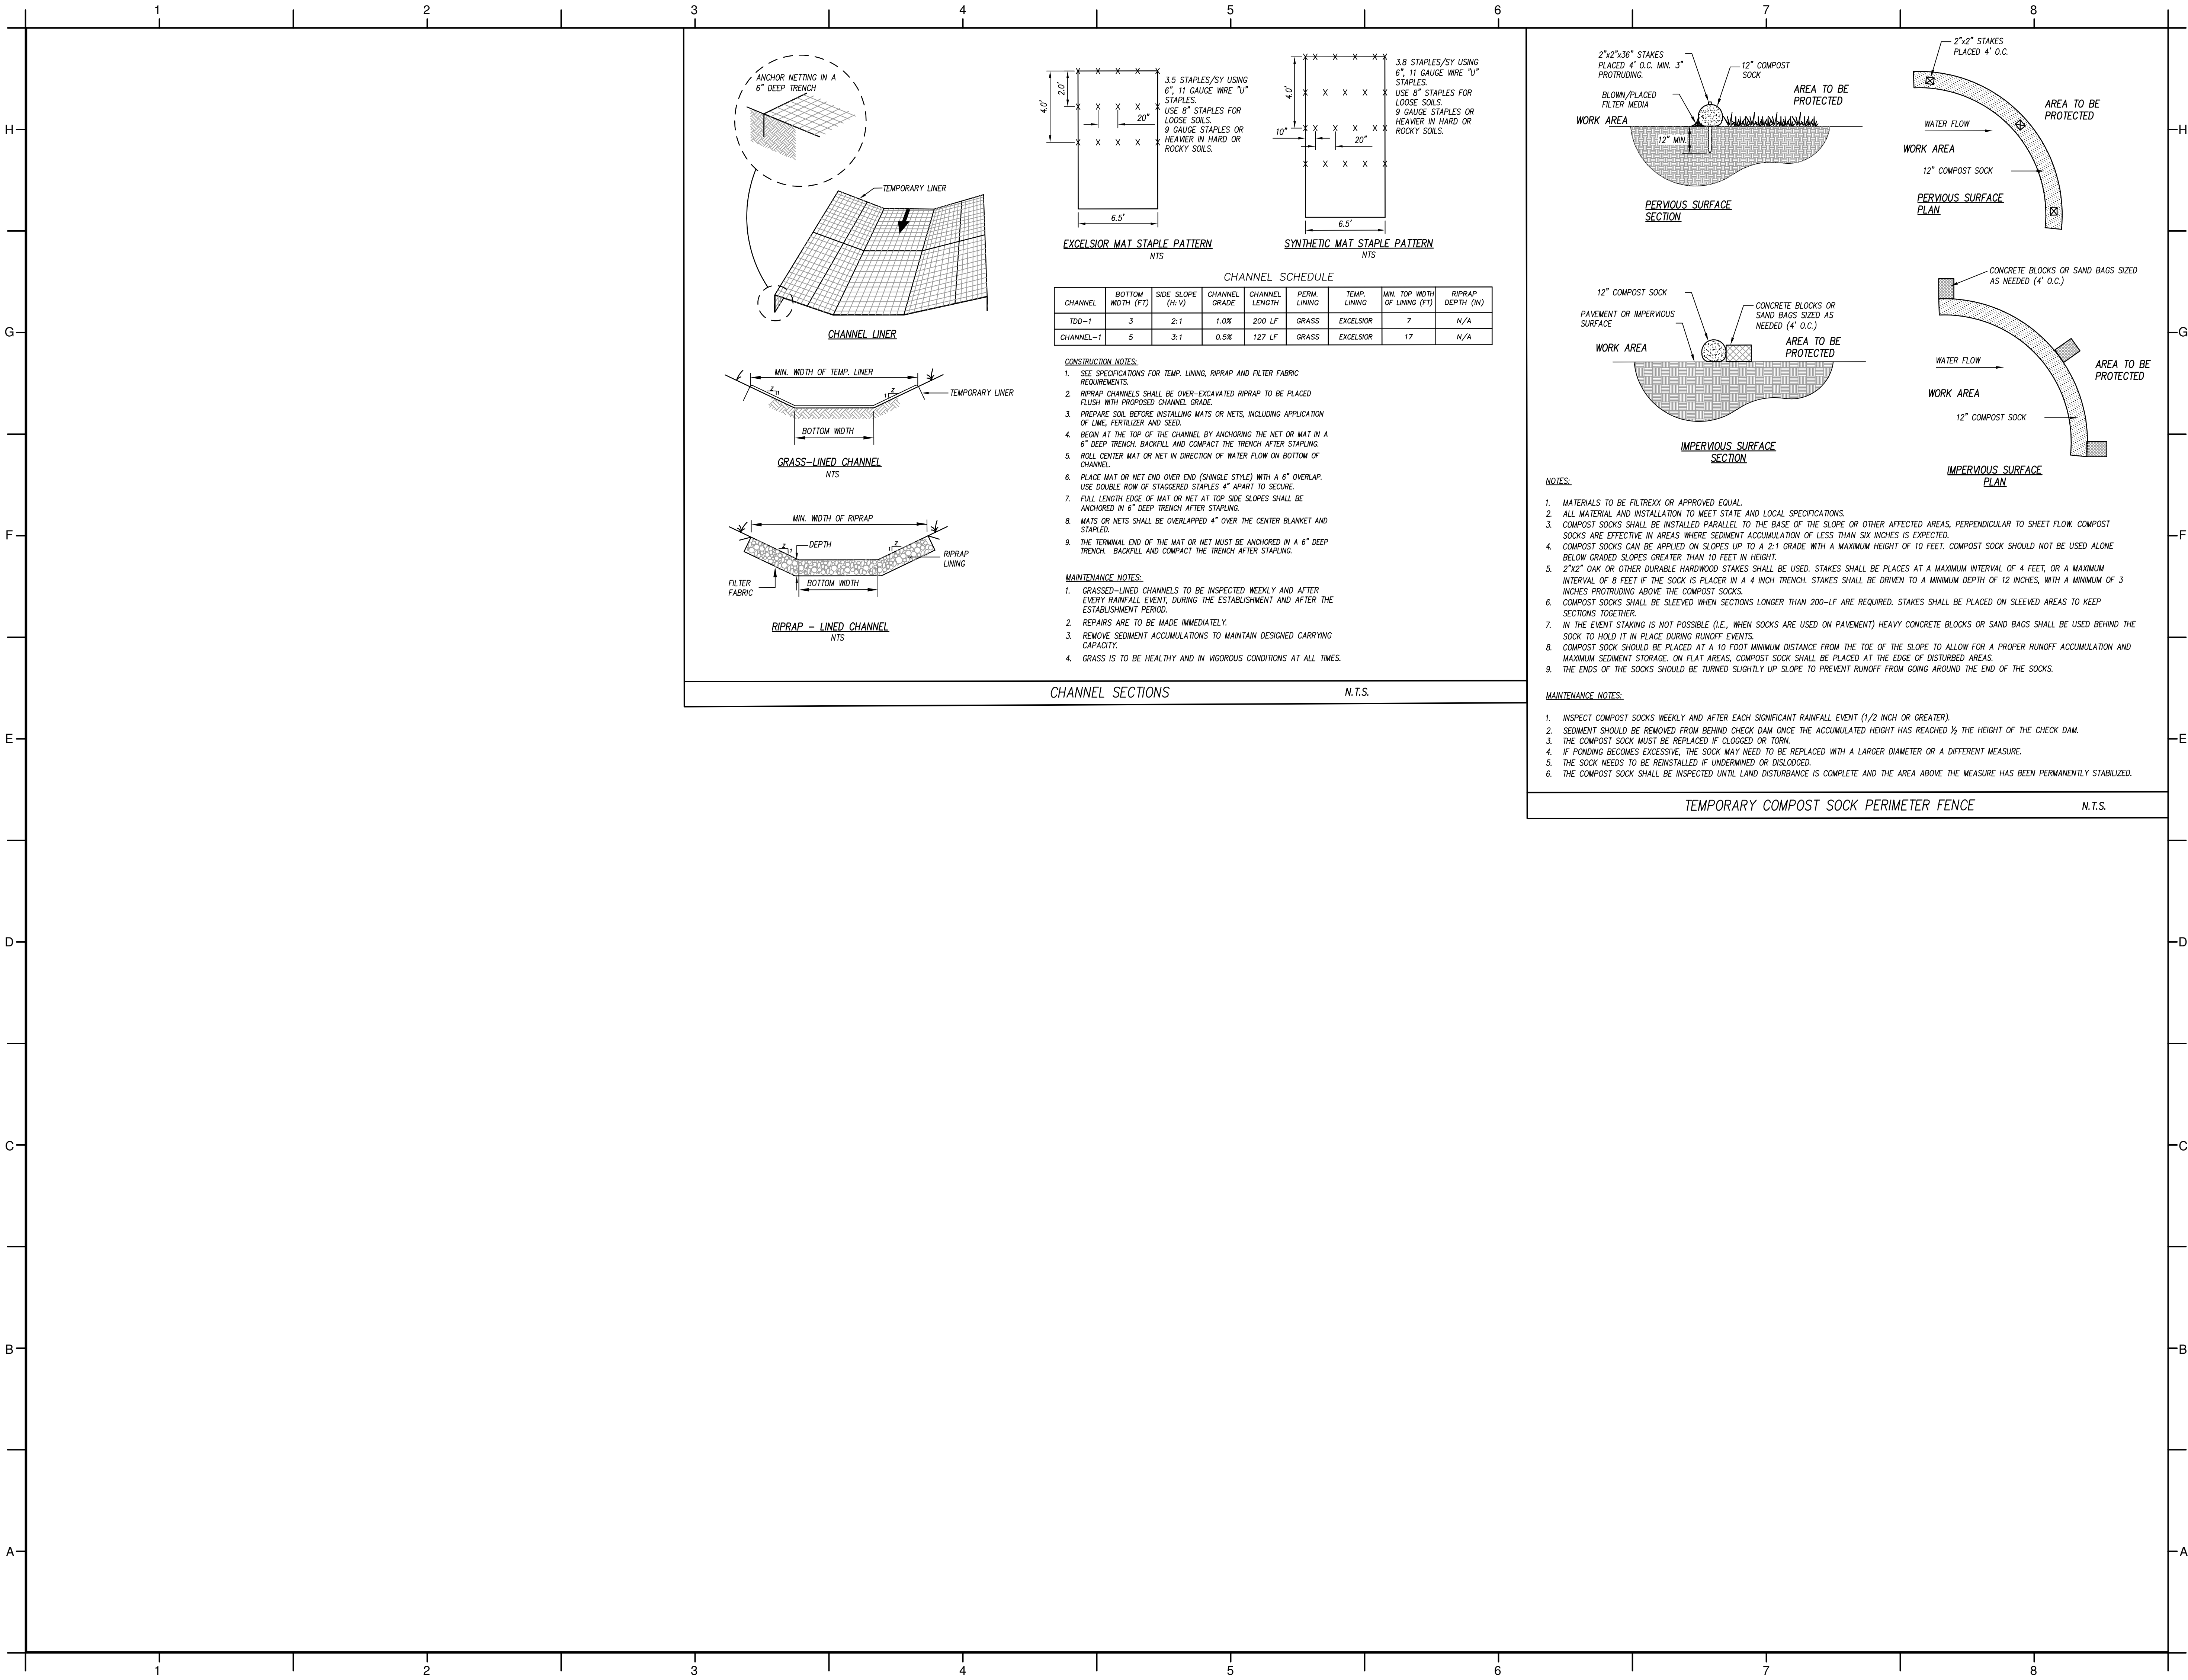 1 2 3 4 5 6 7 8
H
G
F
E
D
C
B
A
ANCHOR NETTING IN A
6" DEEP TRENCH
TEMPORARY LINER
CHANNEL LINER
MIN. WIDTH OF TEMP. LINER
Z
1
1
Z
TEMPORARY LINER
BOTTOM WIDTH
GRASS-LINED CHANNEL
NTS
MIN. WIDTH OF RIPRAP
Z
1
DEPTH
1
Z
RIPRAP
LINING
FILTER
FABRIC
BOTTOM WIDTH
RIPRAP - LINED CHANNEL
NTS
X X X X X
4.0'
2.0'
X X X X X
20"
X X X X X
6.5'
3.5 STAPLES/SY USING
6", 11 GAUGE WIRE "U"
STAPLES.
USE 8" STAPLES FOR
LOOSE SOILS.
9 GAUGE STAPLES OR
HEAVIER IN HARD OR
ROCKY SOILS.
EXCELSIOR MAT STAPLE PATTERN
NTS
X X X X X X
4.0'
X X X X X
X X X X X X
10"
20"
X X X X X
6.5'
3.8 STAPLES/SY USING
6", 11 GAUGE WIRE "U"
STAPLES.
USE 8" STAPLES FOR
LOOSE SOILS.
9 GAUGE STAPLES OR
HEAVIER IN HARD OR
ROCKY SOILS.
SYNTHETIC MAT STAPLE PATTERN
NTS
CHANNEL SCHEDULE
CHANNEL BOTTOM WIDTH (FT) SIDE SLOPE (H:V) CHANNEL GRADE CHANNEL LENGTH PERM. LINING TEMP. LINING MIN. TOP WIDTH OF LINING (FT) RIPRAP DEPTH (IN)
TDD-1 3 2:1 1.0% 200 LF GRASS EXCELSIOR 7 N/A
CHANNEL-1 5 3:1 0.5% 127 LF GRASS EXCELSIOR 17 N/A
CONSTRUCTION NOTES:
1. SEE SPECIFICATIONS FOR TEMP. LINING, RIPRAP AND FILTER FABRIC
REQUIREMENTS.
2. RIPRAP CHANNELS SHALL BE OVER-EXCAVATED RIPRAP TO BE PLACED
FLUSH WITH PROPOSED CHANNEL GRADE.
3. PREPARE SOIL BEFORE INSTALLING MATS OR NETS, INCLUDING APPLICATION
OF LIME, FERTILIZER AND SEED.
4. BEGIN AT THE TOP OF THE CHANNEL BY ANCHORING THE NET OR MAT IN A
6" DEEP TRENCH. BACKFILL AND COMPACT THE TRENCH AFTER STAPLING.
5. ROLL CENTER MAT OR NET IN DIRECTION OF WATER FLOW ON BOTTOM OF
CHANNEL.
6. PLACE MAT OR NET END OVER END (SHINGLE STYLE) WITH A 6" OVERLAP.
USE DOUBLE ROW OF STAGGERED STAPLES 4" APART TO SECURE.
7. FULL LENGTH EDGE OF MAT OR NET AT TOP SIDE SLOPES SHALL BE
ANCHORED IN 6" DEEP TRENCH AFTER STAPLING.
8. MATS OR NETS SHALL BE OVERLAPPED 4" OVER THE CENTER BLANKET AND
STAPLED.
9. THE TERMINAL END OF THE MAT OR NET MUST BE ANCHORED IN A 6" DEEP
TRENCH. BACKFILL AND COMPACT THE TRENCH AFTER STAPLING.
MAINTENANCE NOTES:
1. GRASSED-LINED CHANNELS TO BE INSPECTED WEEKLY AND AFTER
EVERY RAINFALL EVENT, DURING THE ESTABLISHMENT AND AFTER THE
ESTABLISHMENT PERIOD.
2. REPAIRS ARE TO BE MADE IMMEDIATELY.
3. REMOVE SEDIMENT ACCUMULATIONS TO MAINTAIN DESIGNED CARRYING
CAPACITY.
4. GRASS IS TO BE HEALTHY AND IN VIGOROUS CONDITIONS AT ALL TIMES.
CHANNEL SECTIONS N.T.S.
2"x2"x36" STAKES
PLACED 4' O.C. MIN. 3"
PROTRUDING.
12" COMPOST
SOCK
BLOWN/PLACED
FILTER MEDIA
AREA TO BE
PROTECTED
WORK AREA
12" MIN.
PERVIOUS SURFACE
SECTION
2"x2" STAKES
PLACED 4' O.C.
AREA TO BE
PROTECTED
WATER FLOW
WORK AREA
12" COMPOST SOCK
PERVIOUS SURFACE
PLAN
12" COMPOST SOCK
CONCRETE BLOCKS OR
SAND BAGS SIZED AS
NEEDED (4' O.C.)
PAVEMENT OR IMPERVIOUS
SURFACE
WORK AREA
AREA TO BE
PROTECTED
IMPERVIOUS SURFACE
SECTION
CONCRETE BLOCKS OR SAND BAGS SIZED
AS NEEDED (4' O.C.)
WATER FLOW
AREA TO BE
PROTECTED
WORK AREA
12" COMPOST SOCK
IMPERVIOUS SURFACE
PLAN
NOTES:
1. MATERIALS TO BE FILTREXX OR APPROVED EQUAL.
2. ALL MATERIAL AND INSTALLATION TO MEET STATE AND LOCAL SPECIFICATIONS.
3. COMPOST SOCKS SHALL BE INSTALLED PARALLEL TO THE BASE OF THE SLOPE OR OTHER AFFECTED AREAS, PERPENDICULAR TO SHEET FLOW. COMPOST
SOCKS ARE EFFECTIVE IN AREAS WHERE SEDIMENT ACCUMULATION OF LESS THAN SIX INCHES IS EXPECTED.
4. COMPOST SOCKS CAN BE APPLIED ON SLOPES UP TO A 2:1 GRADE WITH A MAXIMUM HEIGHT OF 10 FEET. COMPOST SOCK SHOULD NOT BE USED ALONE
BELOW GRADED SLOPES GREATER THAN 10 FEET IN HEIGHT.
5. 2"X2" OAK OR OTHER DURABLE HARDWOOD STAKES SHALL BE USED. STAKES SHALL BE PLACES AT A MAXIMUM INTERVAL OF 4 FEET, OR A MAXIMUM
INTERVAL OF 8 FEET IF THE SOCK IS PLACER IN A 4 INCH TRENCH. STAKES SHALL BE DRIVEN TO A MINIMUM DEPTH OF 12 INCHES, WITH A MINIMUM OF 3
INCHES PROTRUDING ABOVE THE COMPOST SOCKS.
6. COMPOST SOCKS SHALL BE SLEEVED WHEN SECTIONS LONGER THAN 200-LF ARE REQUIRED. STAKES SHALL BE PLACED ON SLEEVED AREAS TO KEEP
SECTIONS TOGETHER.
7. IN THE EVENT STAKING IS NOT POSSIBLE (I.E., WHEN SOCKS ARE USED ON PAVEMENT) HEAVY CONCRETE BLOCKS OR SAND BAGS SHALL BE USED BEHIND THE
SOCK TO HOLD IT IN PLACE DURING RUNOFF EVENTS.
8. COMPOST SOCK SHOULD BE PLACED AT A 10 FOOT MINIMUM DISTANCE FROM THE TOE OF THE SLOPE TO ALLOW FOR A PROPER RUNOFF ACCUMULATION AND
MAXIMUM SEDIMENT STORAGE. ON FLAT AREAS, COMPOST SOCK SHALL BE PLACED AT THE EDGE OF DISTURBED AREAS.
9. THE ENDS OF THE SOCKS SHOULD BE TURNED SLIGHTLY UP SLOPE TO PREVENT RUNOFF FROM GOING AROUND THE END OF THE SOCKS.
MAINTENANCE NOTES:
1. INSPECT COMPOST SOCKS WEEKLY AND AFTER EACH SIGNIFICANT RAINFALL EVENT (1/2 INCH OR GREATER).
2. SEDIMENT SHOULD BE REMOVED FROM BEHIND CHECK DAM ONCE THE ACCUMULATED HEIGHT HAS REACHED ½ THE HEIGHT OF THE CHECK DAM.
3. THE COMPOST SOCK MUST BE REPLACED IF CLOGGED OR TORN.
4. IF PONDING BECOMES EXCESSIVE, THE SOCK MAY NEED TO BE REPLACED WITH A LARGER DIAMETER OR A DIFFERENT MEASURE.
5. THE SOCK NEEDS TO BE REINSTALLED IF UNDERMINED OR DISLODGED.
6. THE COMPOST SOCK SHALL BE INSPECTED UNTIL LAND DISTURBANCE IS COMPLETE AND THE AREA ABOVE THE MEASURE HAS BEEN PERMANENTLY STABILIZED.
TEMPORARY COMPOST SOCK PERIMETER FENCE N.T.S.
H
G
F
E
D
C
B
A
1 2 3 4 5 6 7 8